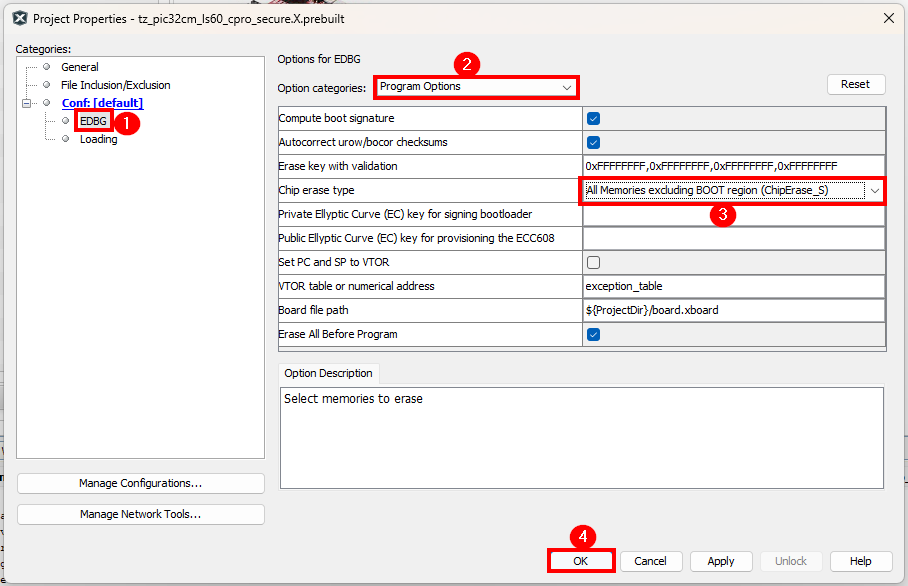 Project Properties - tz_pic32cm_ls60_cpro_secure.X.prebuilt
Categories:
General
File Inclusion/Exclusion
Conf: [default]
EDBG
1
Loading
Manage Configurations...
Manage Network Tools...
Options for EDBG
2
Option categories: Program Options
Reset
Compute boot signature
Autocorrect urow/bocor checksums
Erase key with validation 0xFFFFFFFF,0xFFFFFFFF,0xFFFFFFFF,0xFFFFFFFF
Chip erase type All Memories excluding BOOT region (ChipErase_S)
3
Private Ellyptic Curve (EC) key for signing bootloader
Public Ellyptic Curve (EC) key for provisioning the ECC608
Set PC and SP to VTOR
VTOR table or numerical address exception_table
Board file path ${ProjectDir}/board.xboard
Erase All Before Program
Option Description
Select memories to erase
4
OK Cancel Apply Unlock Help